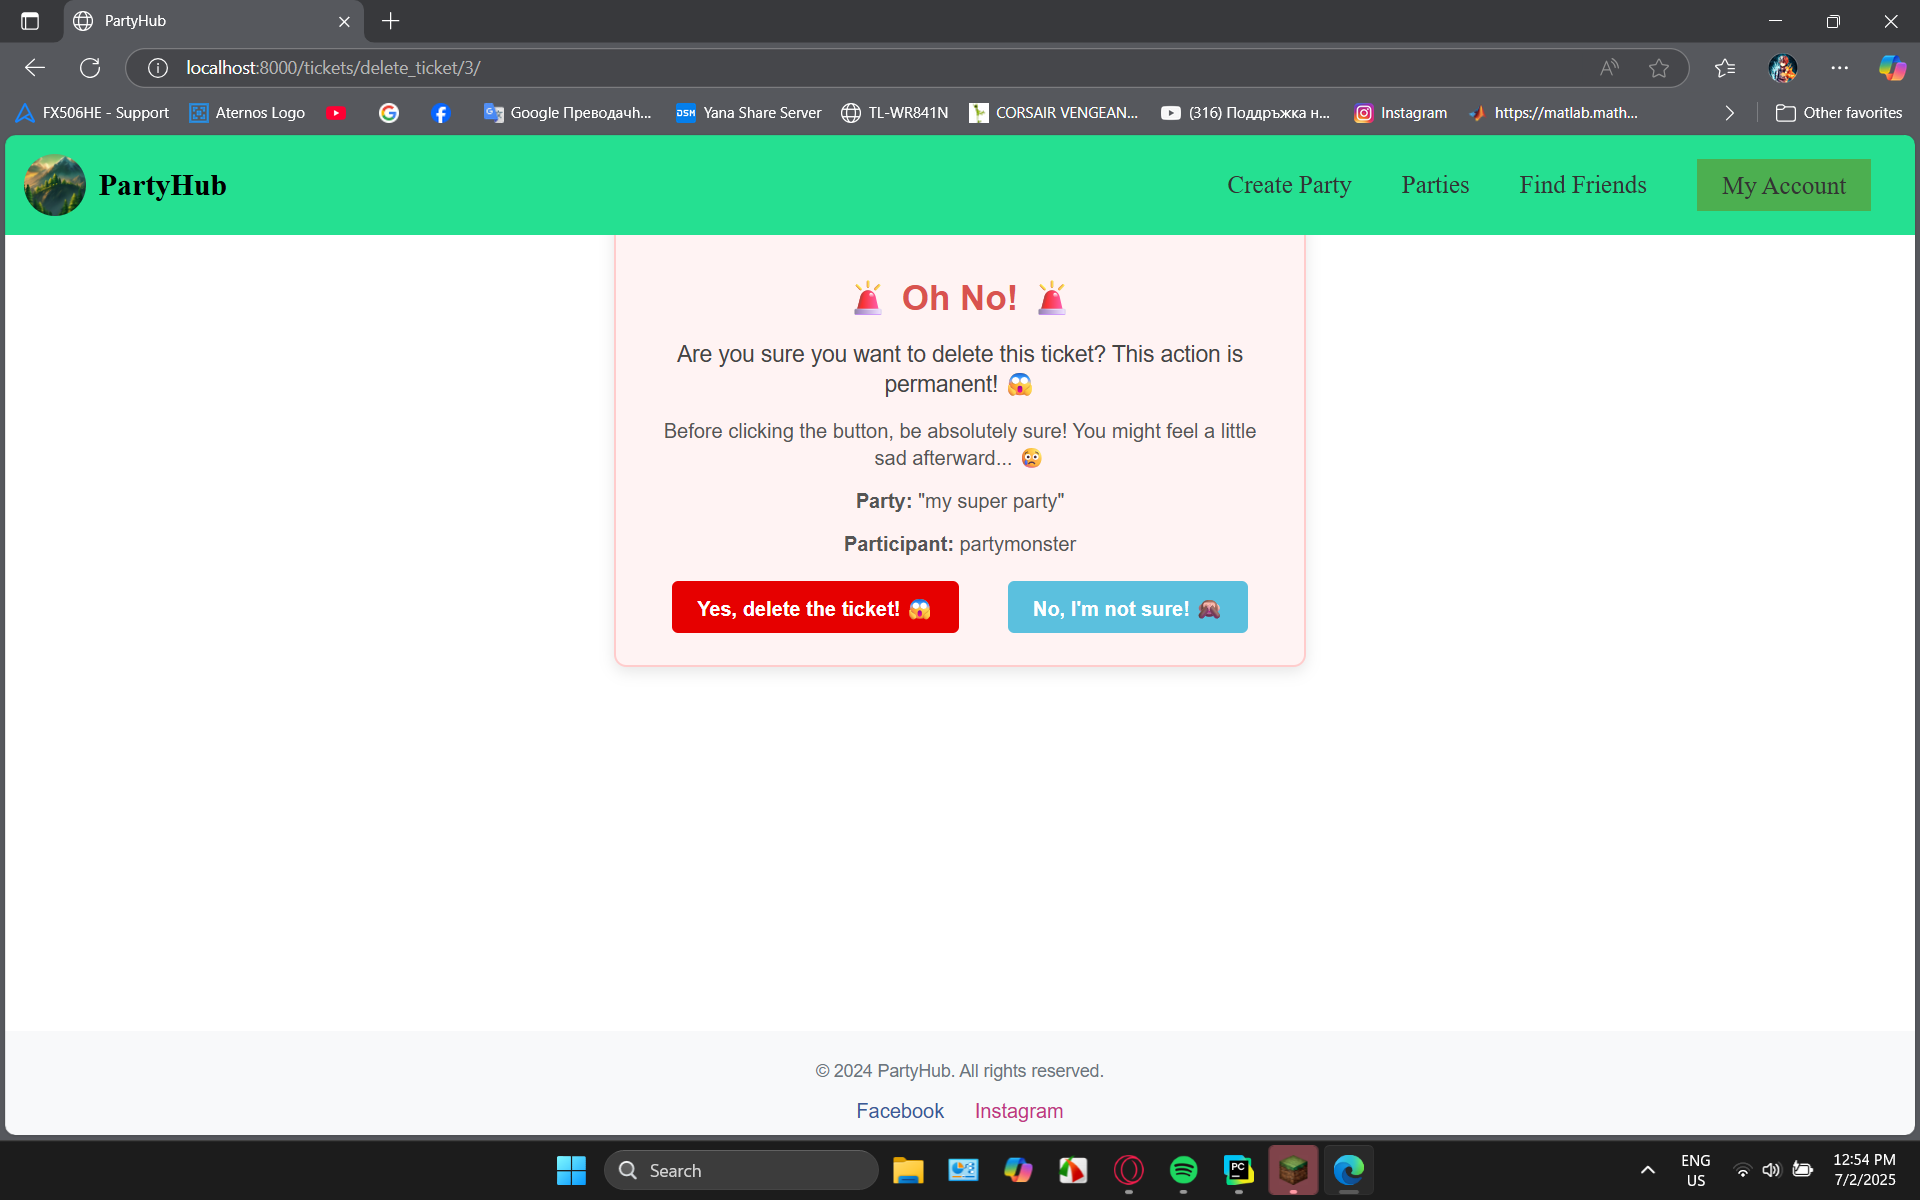 PartyHub
localhost:8000/tickets/delete_ticket/3/
FX506HE - Support
Aternos Logo
Google Преводачh...
DSM
Yana Share Server
TL-WR841N
CORSAIR VENGEAN...
(316) Поддръжка н...
Instagram
https://matlab.math...
Other favorites
PartyHub
Create Party
Parties
Find Friends
My Account
🚨 Oh No! 🚨
Are you sure you want to delete this ticket? This action is
permanent! 😱
Before clicking the button, be absolutely sure! You might feel a little
sad afterward... 😢
Party: "my super party"
Participant: partymonster
Yes, delete the ticket! 😱
No, I'm not sure! 🙈
© 2024 PartyHub. All rights reserved.
Facebook
Instagram
Search
PC
ENG
US
12:54 PM
7/2/2025